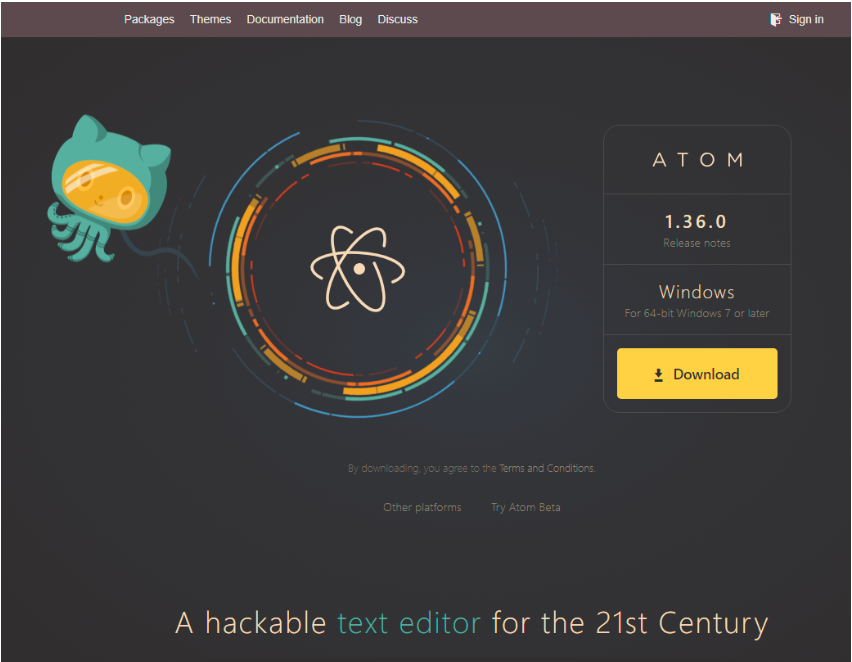 Packages Themes Documentation Blog Discuss Sign in
ATOM
1.36.0
Release notes
Windows
For 64-bit Windows 7 or later
Download
By downloading, you agree to the Terms and Conditions.
Other platforms Try Atom Beta
A hackable text editor for the 21st Century